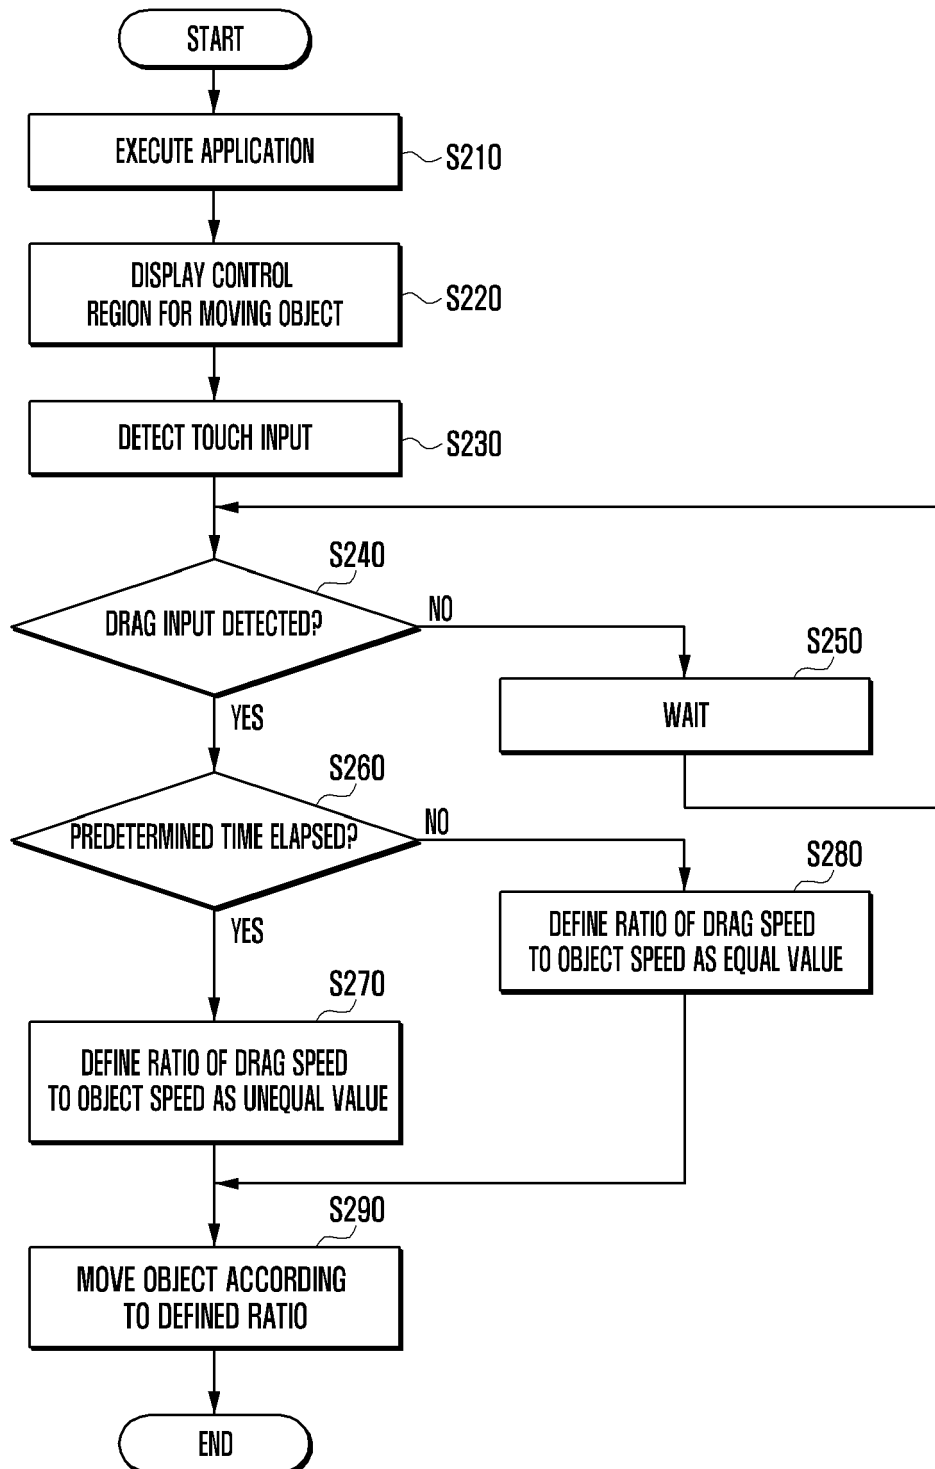 START
EXECUTE APPLICATION
S210
DISPLAY CONTROL
REGION FOR MOVING OBJECT
S220
DETECT TOUCH INPUT
S230
S240
DRAG INPUT DETECTED?
NO
S250
WAIT
YES
S260
PREDETERMINED TIME ELAPSED?
NO
S280
DEFINE RATIO OF DRAG SPEED
TO OBJECT SPEED AS EQUAL VALUE
YES
S270
DEFINE RATIO OF DRAG SPEED
TO OBJECT SPEED AS UNEQUAL VALUE
S290
MOVE OBJECT ACCORDING
TO DEFINED RATIO
END